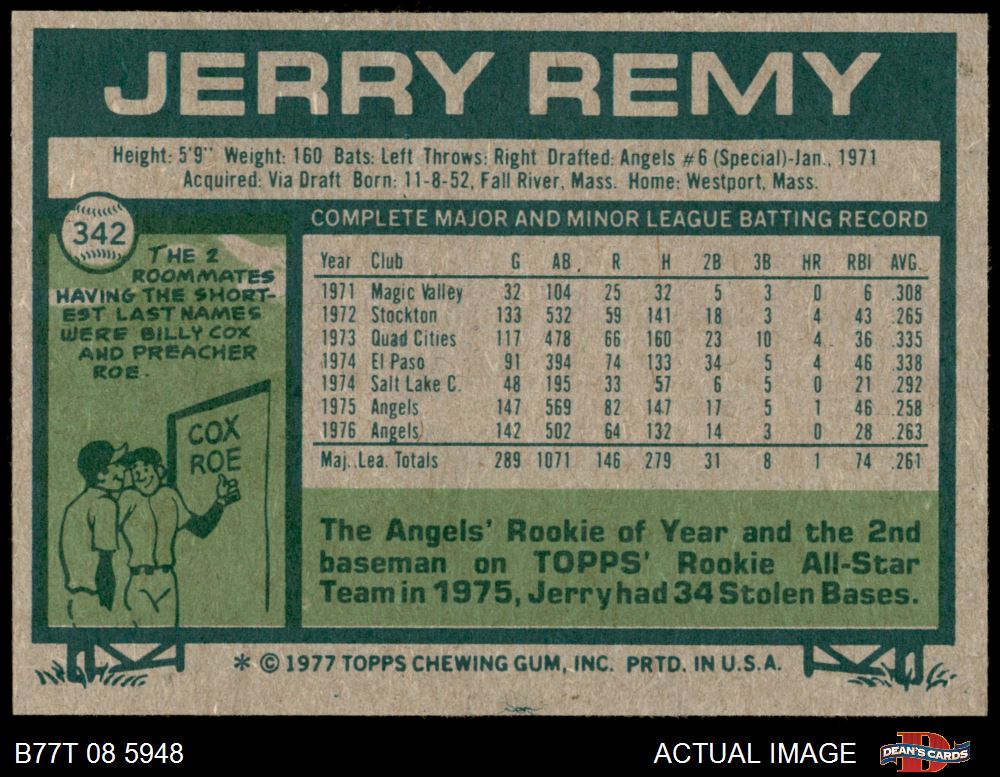 JERRY REMY
Height: 5'9" Weight: 160 Bats: Left Throws: Right Drafted: Angels #6 (Special)-Jan., 1971
Acquired: Via Draft Born: 11-8-52, Fall River, Mass. Home: Westport, Mass.
342
THE 2
ROOMMATES
HAVING THE SHORT-
EST LAST NAMES
WERE BILLY COX
AND PREACHER
ROE.
COX
ROE
COMPLETE MAJOR AND MINOR LEAGUE BATTING RECORD
Year Club G AB. R H 2B 3B HR RBI AVG.
1971 Magic Valley 32 104 25 32 5 3 0 6 .308
1972 Stockton 133 532 59 141 18 3 4 43 .265
1973 Quad Cities 117 478 66 160 23 10 4 36 .335
1974 El Paso 91 394 74 133 34 5 4 46 .338
1974 Salt Lake C. 48 195 33 57 6 5 0 21 .292
1975 Angels 147 569 82 147 17 5 1 46 .258
1976 Angels 142 502 64 132 14 3 0 28 .263
Maj. Lea. Totals 289 1071 146 279 31 8 1 74 .261
The Angels' Rookie of Year and the 2nd
baseman on TOPPS' Rookie All-Star
Team in 1975, Jerry had 34 Stolen Bases.
* © 1977 TOPPS CHEWING GUM, INC. PRTD. IN U.S.A.
B77T 08 5948
ACTUAL IMAGE
D
DEAN'S CARDS